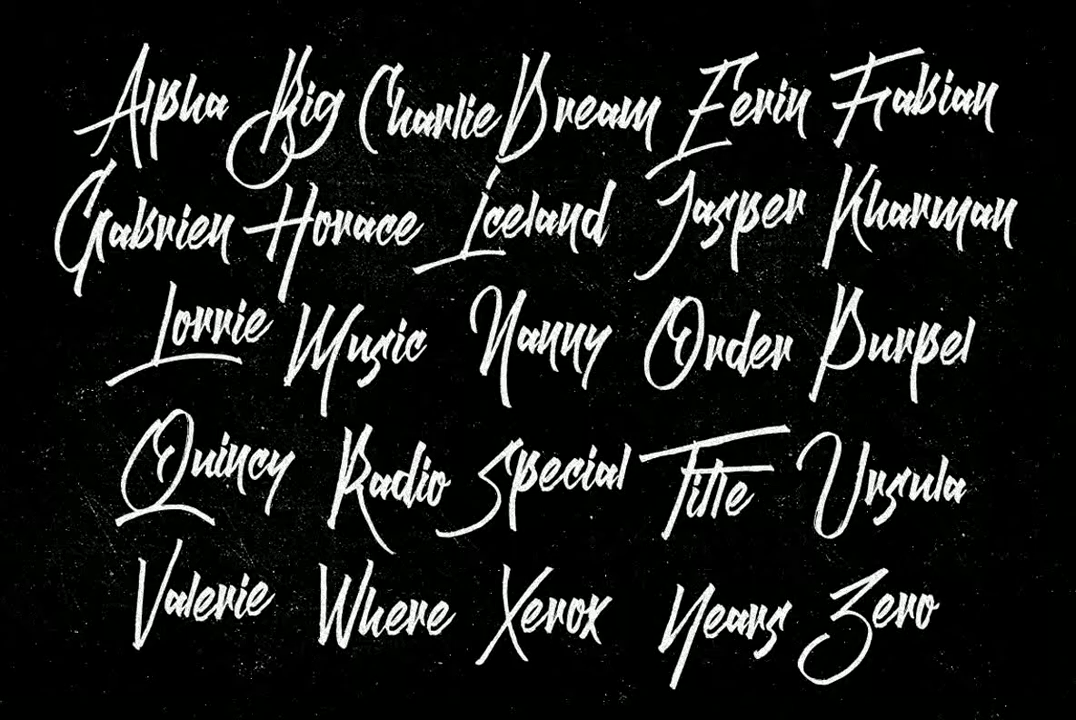 Alpha Big Charlie Dream Eerin Fabian
Gabrien Horace Iceland Jasper Kharman
Lorrie Music Nanny Order Purpel
Quincy Radio Special Title Ursula
Valerie Where Xerox Years Zero